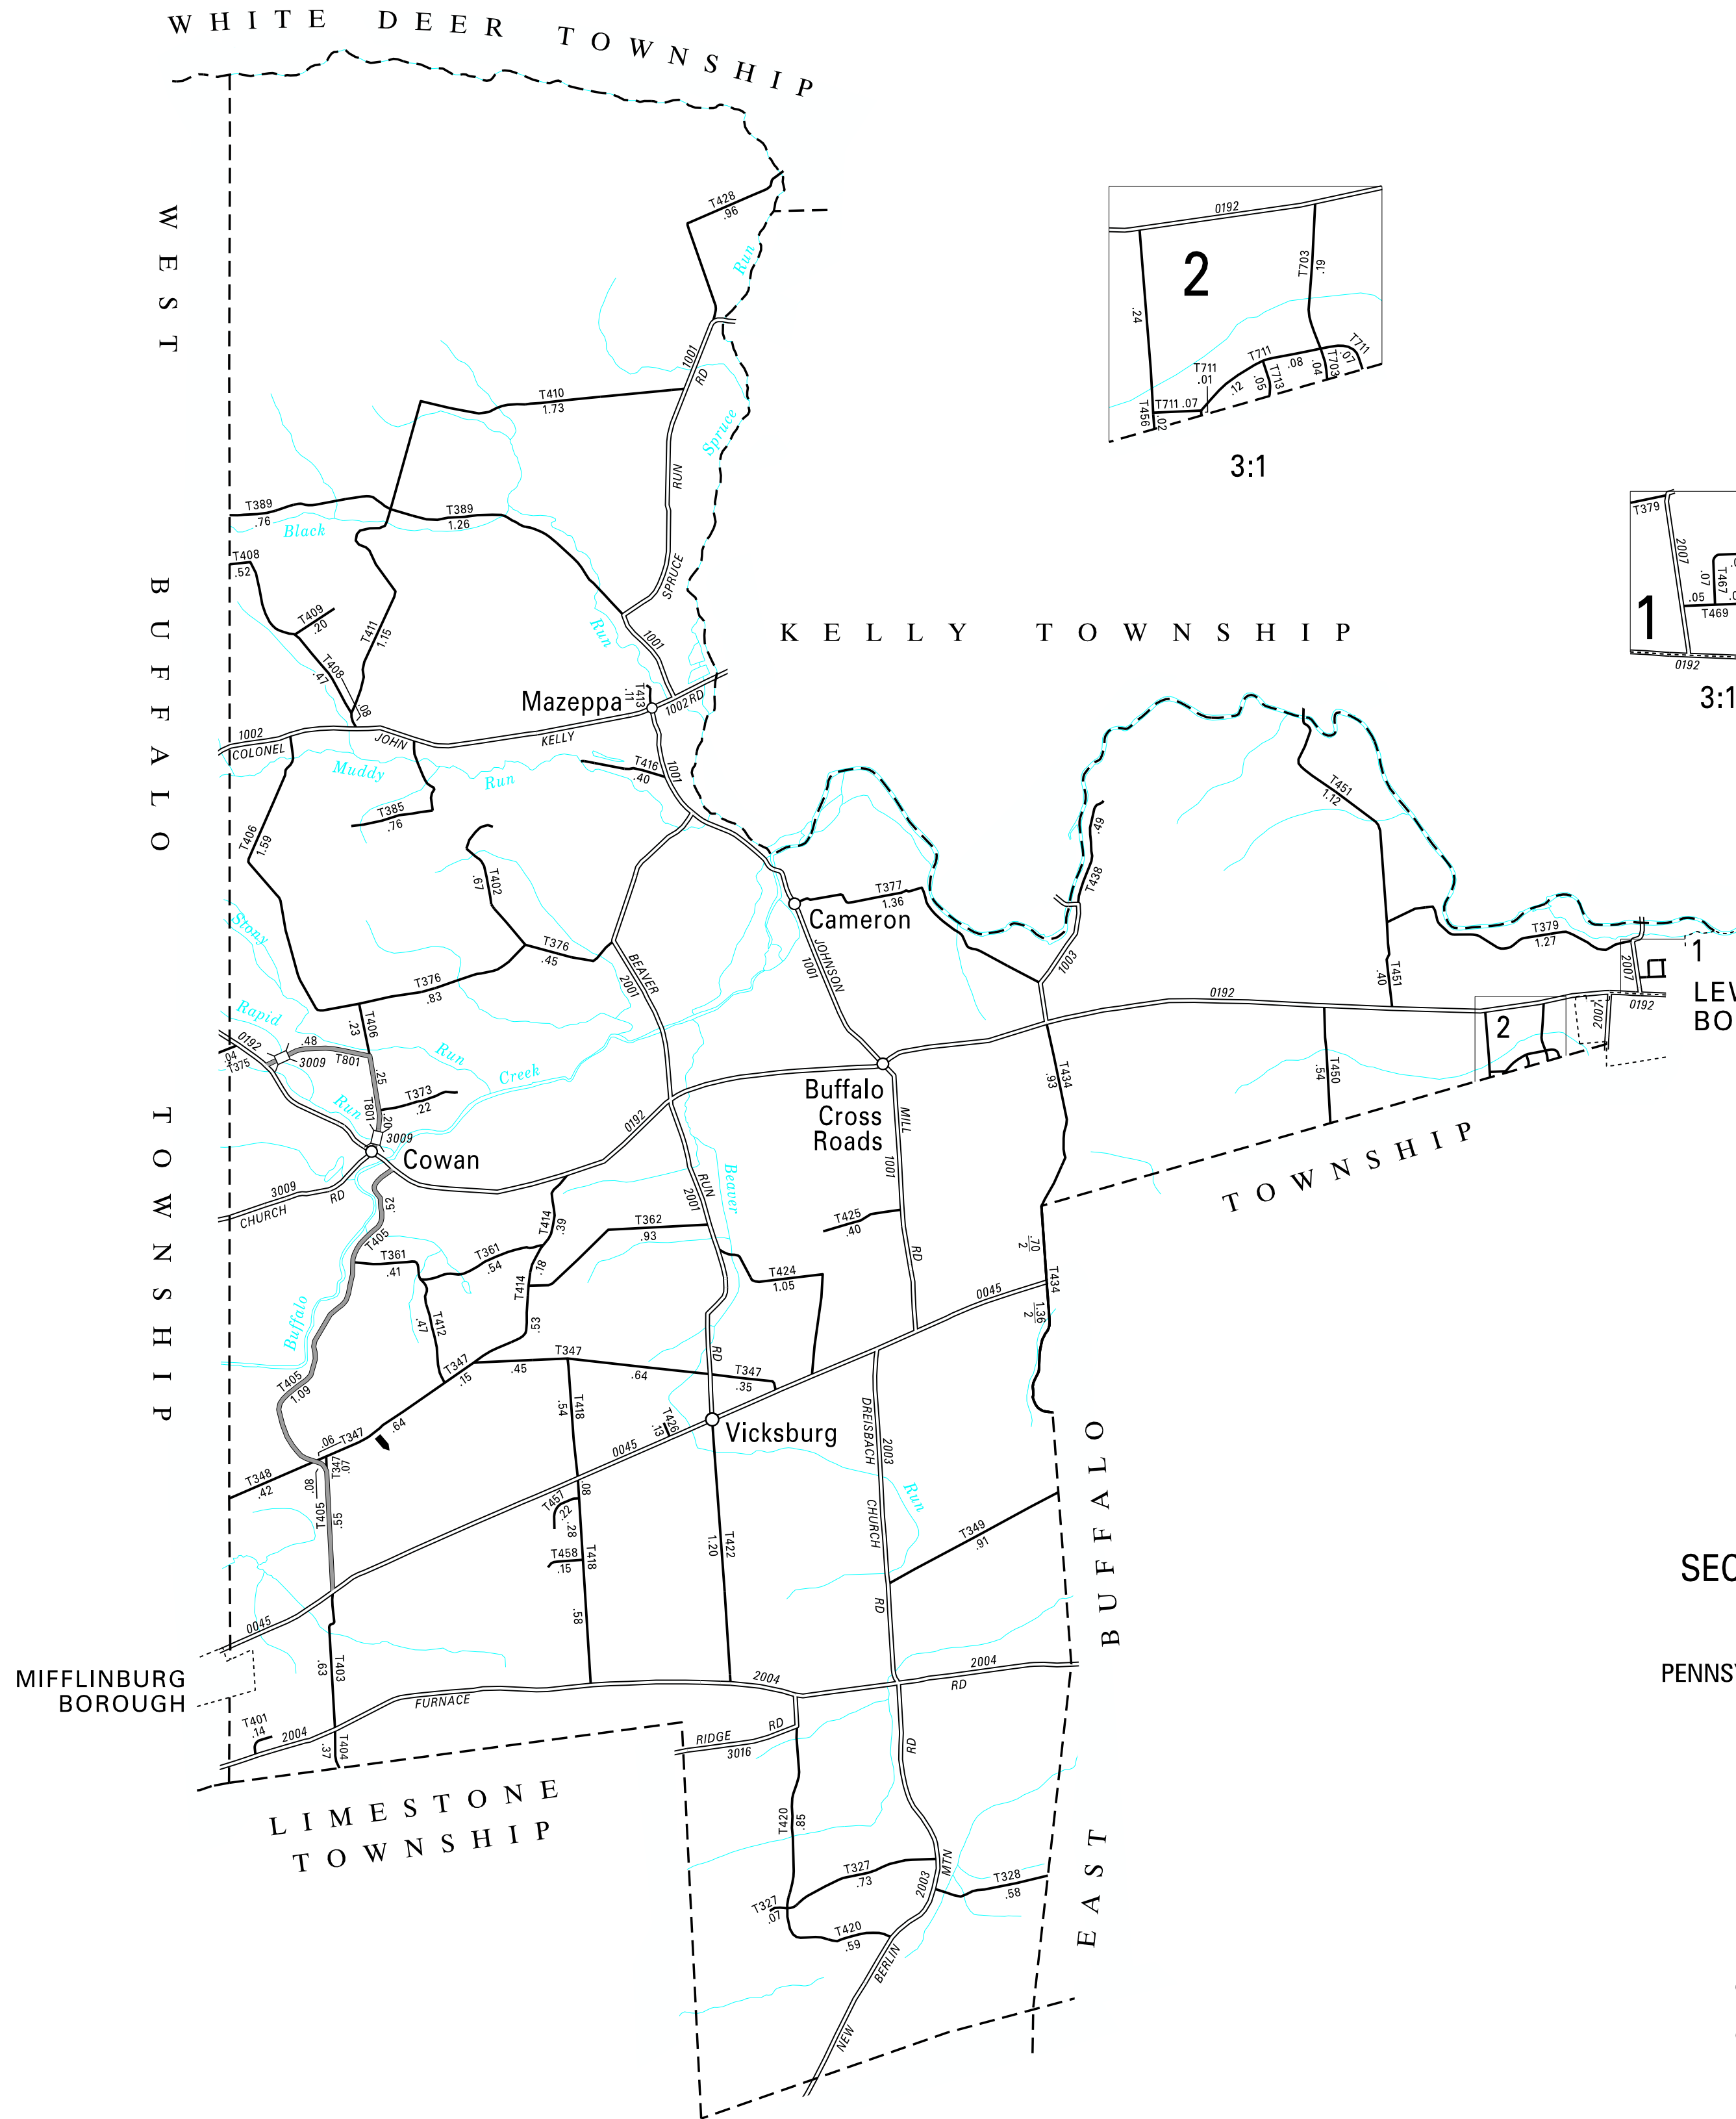 WHITE DEER TOWNSHIP
WEST
BUFFALO
TOWNSHIP
T428
.96
Run
1001
RD
T410
1.73
Spruce
RUN
SPRUCE
0192
2
T703
.19
.24
T711
.01
T711
.08
.07
T711
.12
.05
T713
.04
T703
T711 .07
T456
.02
3:1
T379
2007
.07
T467
.05
T469
1
0192
3:1
T389
.76
Black
T389
1.26
T408
.52
T409
.20
T411
1.15
T408
.47
.08
Run
1001
KELLY TOWNSHIP
Mazeppa
T413
.11
1002 RD
1002
COLONEL
JOHN
KELLY
Muddy
Run
T416
.40
1001
T385
.76
T406
1.59
T402
.67
T377
1.36
Cameron
JOHNSON
1001
T438
.49
1003
T451
1.12
T451
.40
T379
1.27
1
2007
0192
LEW
BO
Stony
T376
.45
T376
.83
BEAVER
2001
0192
2
2007
T450
.54
Rapid
0192
.04
T375
.48
T801
3009
T406
.23
.25
Run
Creek
T373
.22
T801
.20
3009
Run
Cowan
3009
CHURCH
RD
0192
Buffalo
Cross
Roads
MILL
1001
T434
.93
TOWNSHIP
Beaver
RUN
2001
.52
T405
T361
.41
T361
.54
T414
.39
T362
.93
T414
.18
T425
.40
RD
T424
1.05
.70
2
T434
1.36
2
0045
Buffalo
T412
.47
.53
T347
.15
T347
.45
.64
RD
T347
.35
T405
1.09
.64
T347
.06
T347
.07
T348
.42
.08
T405
.55
T418
.54
T426
.13
Vicksburg
0045
DREISBACH
2003
CHURCH
RD
Run
T349
.91
T457
.22
.08
.28
T458
.15
T418
.58
T422
1.20
EAST BUFFALO
SEC
PENNSY
0045
MIFFLINBURG
BOROUGH
T403
.63
T401
.14
2004
FURNACE
2004
2004
RD
T404
.37
RIDGE
RD
3016
RD
LIMESTONE
TOWNSHIP
T420
.85
T327
.73
T327
.07
MTN
2003
T328
.58
T420
.59
BERLIN
NEW